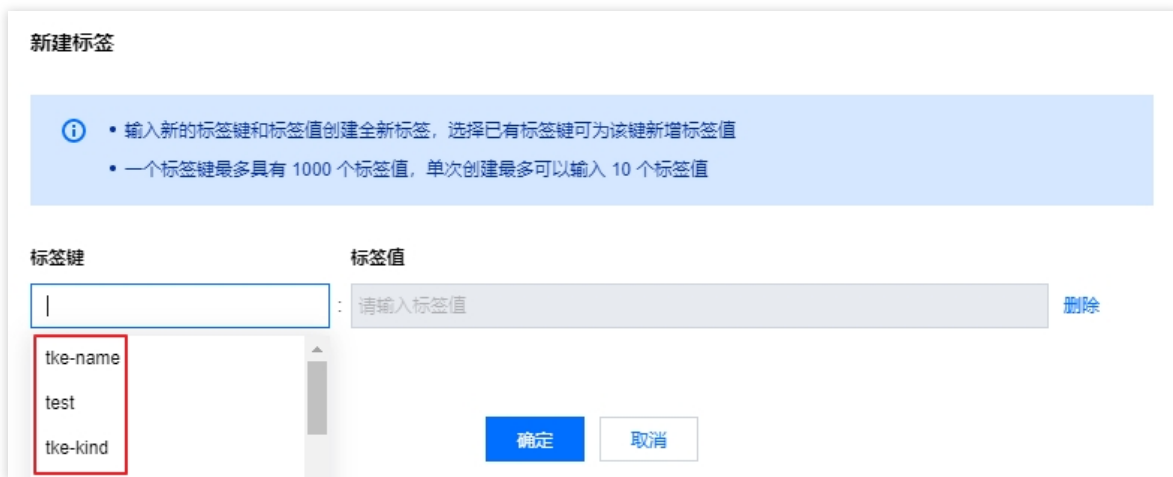 新建标签
• 输入新的标签键和标签值创建全新标签，选择已有标签键可为该键新增标签值
• 一个标签键最多具有 1000 个标签值，单次创建最多可以输入 10 个标签值
标签键 标签值
: 请输入标签值 删除
tke-name
test
tke-kind
确定 取消